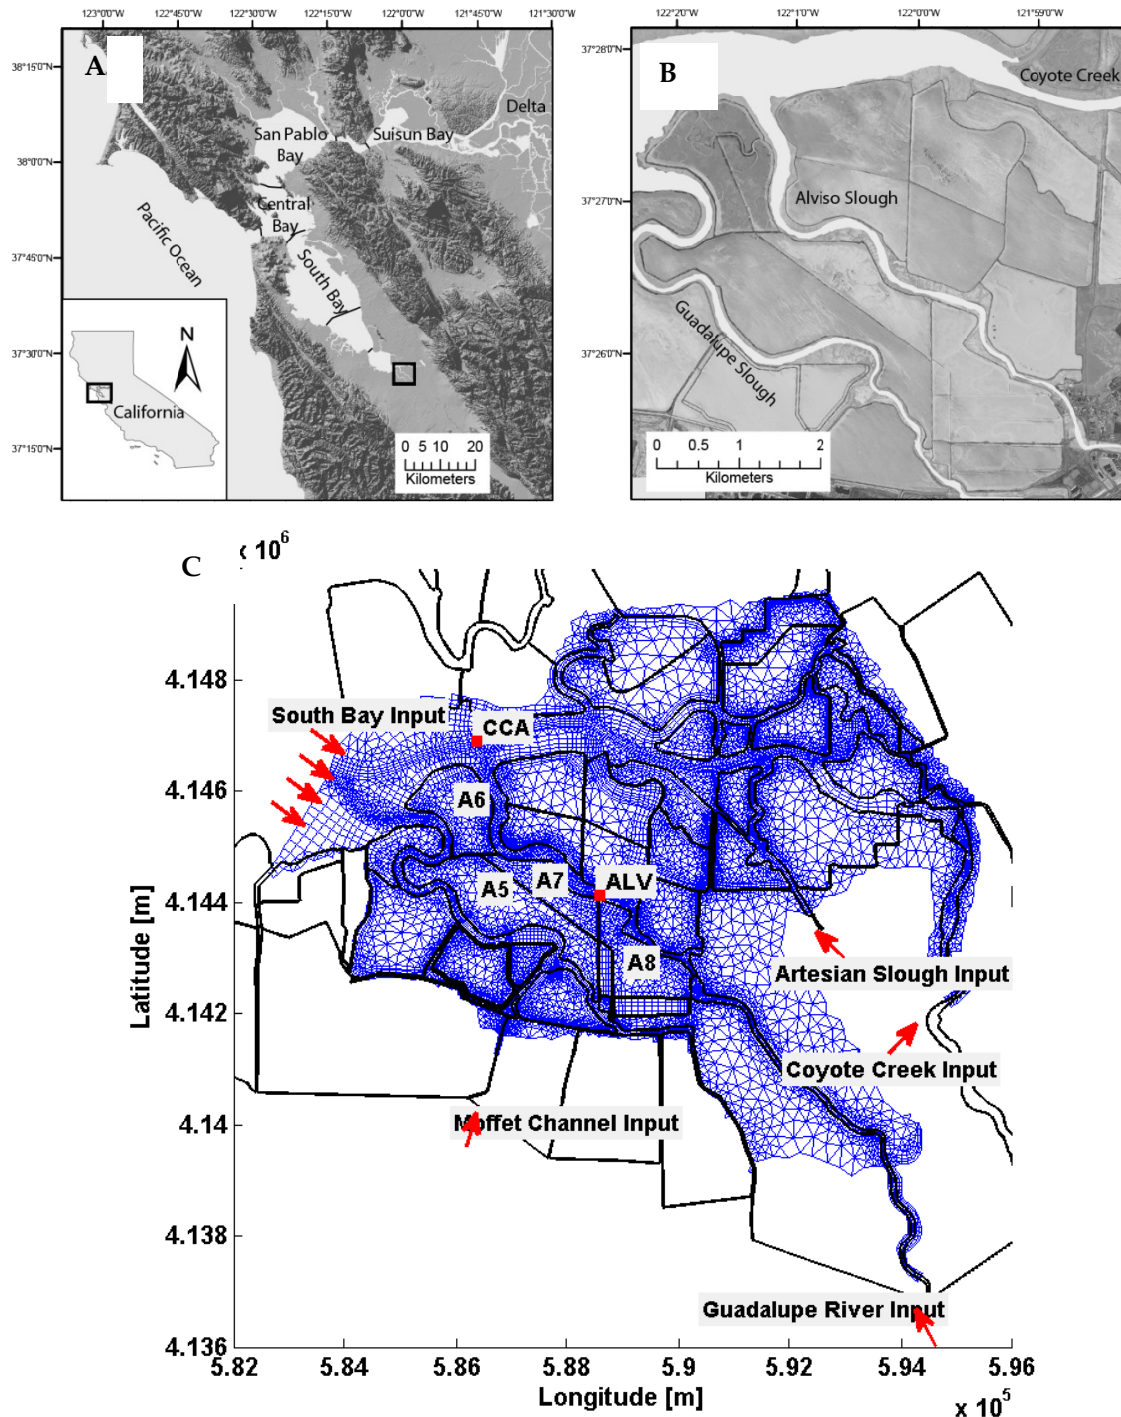 123°0'W 122°45'W 122°30'W 122°15'W 122°0'W 121°45'W 121°30'W
38°15'0"N
38°0'0"N
37°45'0"N
37°30'0"N
37°15'0"N
A
San Pablo
Bay
Suisun Bay
Delta
Central
Bay
South Bay
Pacific Ocean
N
California
0 5 10 20
Kilometers
122°2'0"W 122°1'0"W 122°0'0"W 121°59'0"W
37°28'0"N
37°27'0"N
37°26'0"N
B
Coyote Creek
Alviso Slough
Guadalupe Slough
0 0.5 1 2
Kilometers
C
x 10^6
4.148
4.146
4.144
4.142
4.14
4.138
4.136
Latitude [m]
South Bay Input
CCA
A6
A5
A7
ALV
A8
Artesian Slough Input
Coyote Creek Input
Moffet Channel Input
Guadalupe River Input
5.82 5.84 5.86 5.88 5.9 5.92 5.94 5.96
Longitude [m]
x 10^5